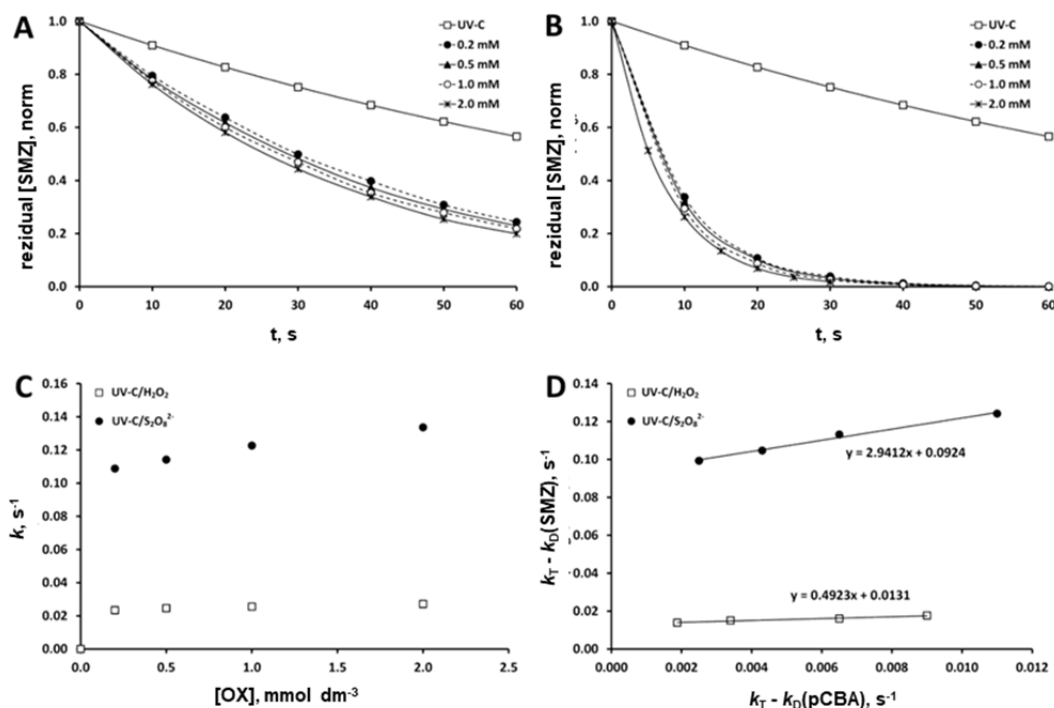 A
1.0
0.8
0.6
0.4
0.2
0.0
0
10
20
30
40
50
60
rezidual [SMZ], norm
t, s
UV-C
0.2 mM
0.5 mM
1.0 mM
2.0 mM
B
1.0
0.8
0.6
0.4
0.2
0.0
0
10
20
30
40
50
60
rezidual [SMZ], norm
t, s
UV-C
0.2 mM
0.5 mM
1.0 mM
2.0 mM
C
0.16
0.14
0.12
0.10
0.08
0.06
0.04
0.02
0.00
0.0
0.5
1.0
1.5
2.0
2.5
k, s⁻¹
[OX], mmol dm⁻³
UV-C/H₂O₂
UV-C/S₂O₈²⁻
D
0.14
0.12
0.10
0.08
0.06
0.04
0.02
0.00
0.000
0.002
0.004
0.006
0.008
0.010
0.012
k_T - k_D(SMZ), s⁻¹
k_T - k_D(pCBA), s⁻¹
UV-C/H₂O₂
UV-C/S₂O₈²⁻
y = 2.9412x + 0.0924
y = 0.4923x + 0.0131